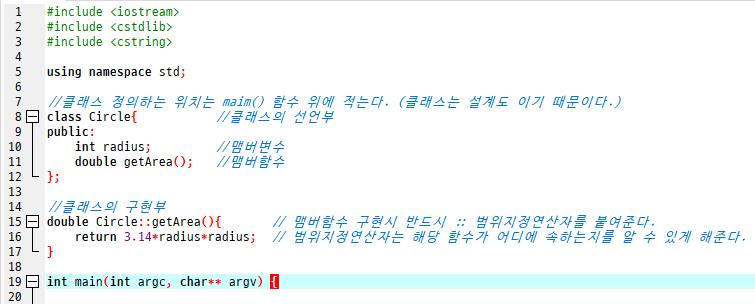 1 #include <iostream>
2 #include <cstdlib>
3 #include <cstring>
4
5 using namespace std;
6
7 //클래스 정의하는 위치는 maim() 함수 위에 적는다. (클래스는 설계도 이기 때문이다.)
8 class Circle{ //클래스의 선언부
9 public:
10 int radius; //맴버변수
11 double getArea(); //맴버함수
12 };
13
14 //클래스의 구현부
15 double Circle::getArea(){ // 맴버함수 구현시 반드시 :: 범위지정연산자를 붙여준다.
16 return 3.14*radius*radius; // 범위지정연산자는 해당 함수가 어디에 속하는지를 알 수 있게 해준다.
17 }
18
19 int main(int argc, char** argv) {
20